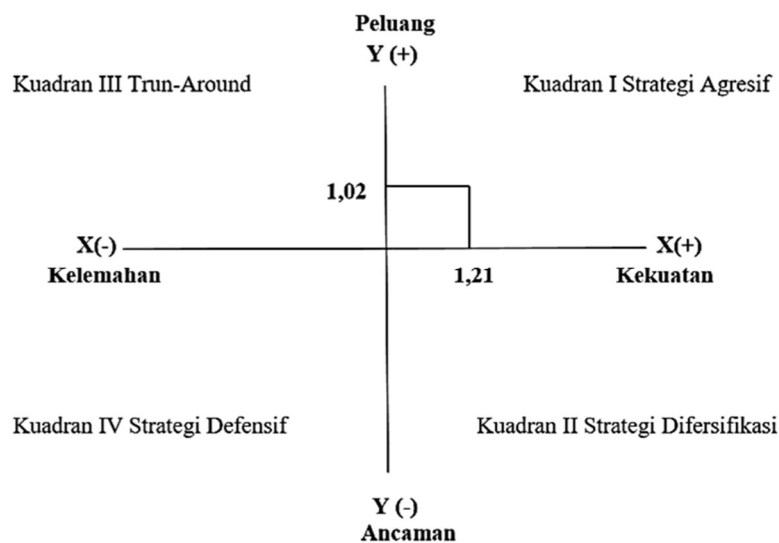 Peluang
Y (+)
Kuadran III Trun-Around
Kuadran I Strategi Agresif
1,02
X(-)
X(+)
Kelemahan
1,21
Kekuatan
Kuadran IV Strategi Defensif
Kuadran II Strategi Difersifikasi
Y (-)
Ancaman